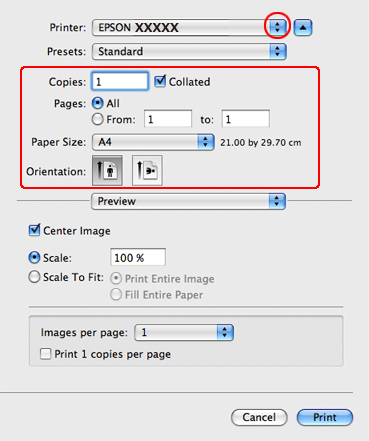 Printer: EPSON XXXXX
Presets: Standard
Copies: 1 Collated
Pages: All
From: 1 to: 1
Paper Size: A4 21.00 by 29.70 cm
Orientation:
Preview
Center Image
Scale: 100 %
Scale To Fit: Print Entire Image
Fill Entire Paper
Images per page: 1
Print 1 copies per page
Cancel Print